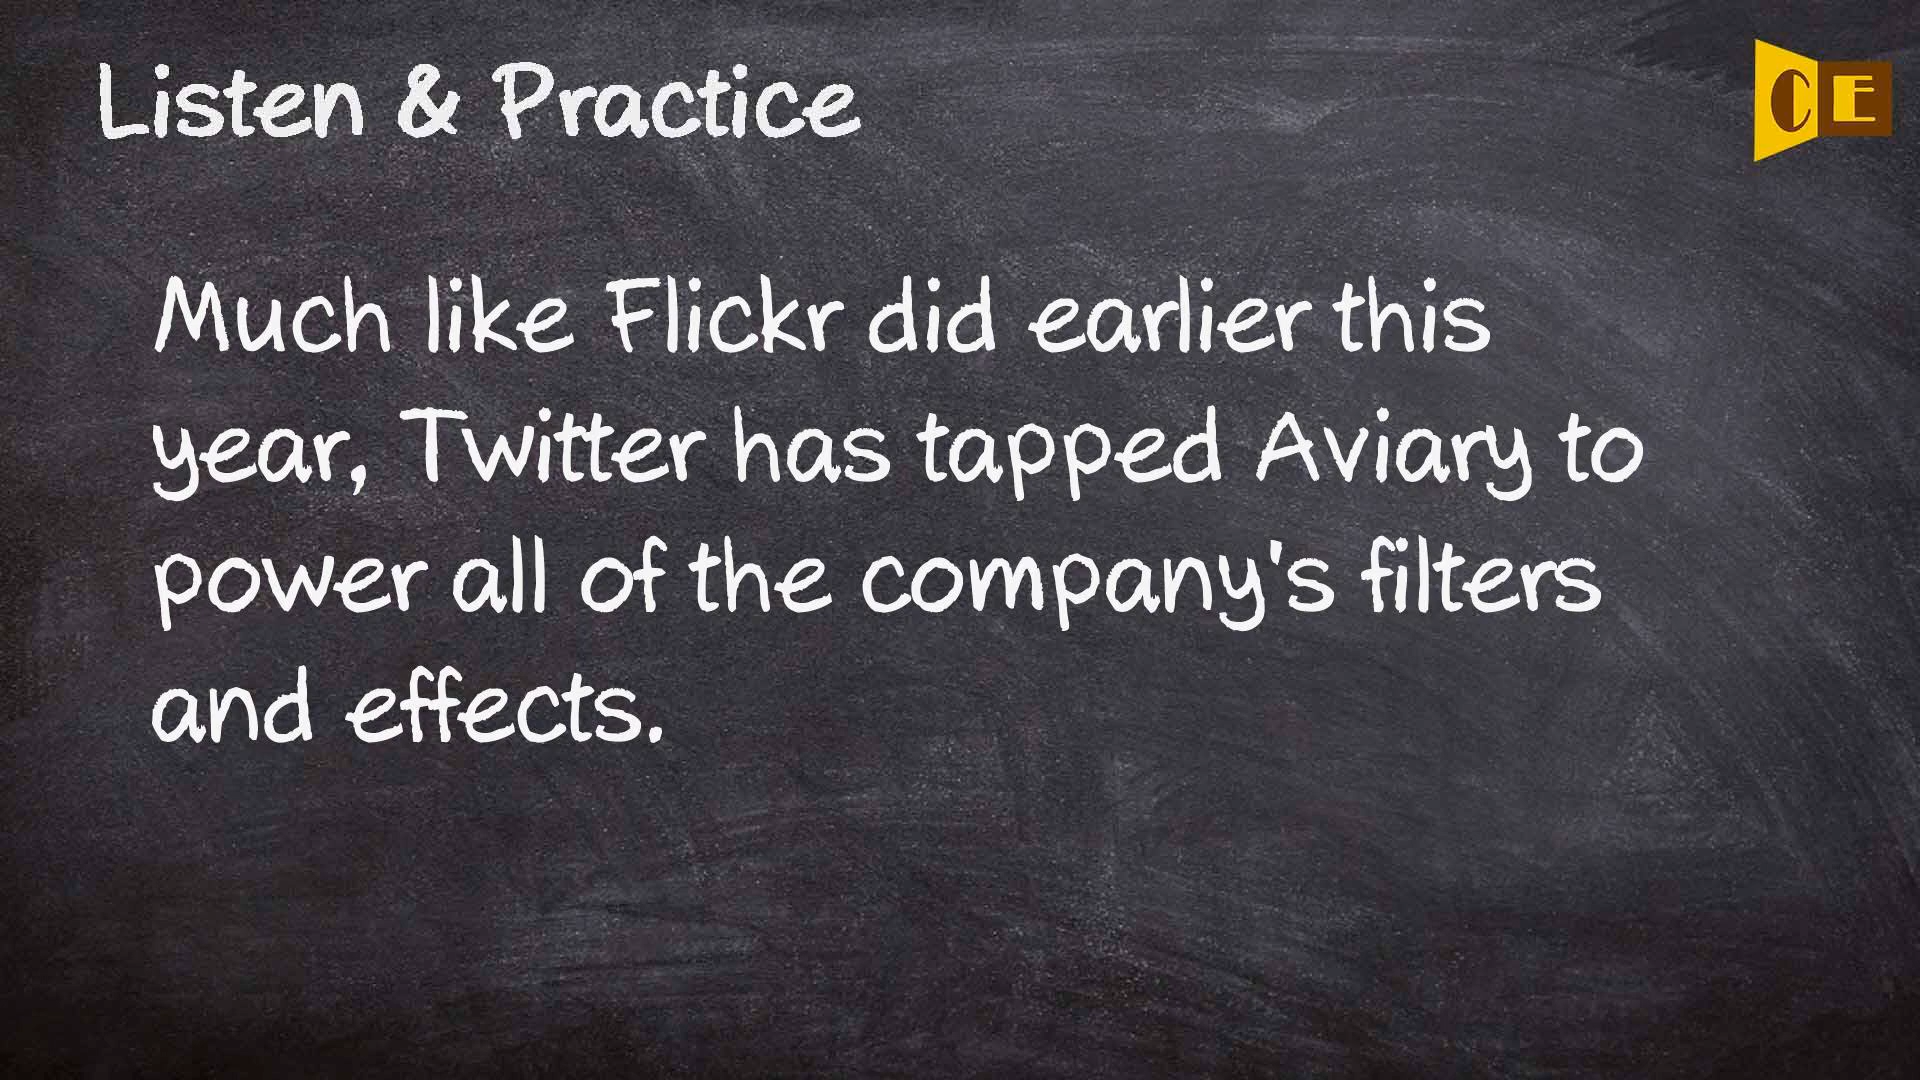 Listen & Practice
CE
Much like Flickr did earlier this
year, Twitter has tapped Aviary to
power all of the company's filters
and effects.